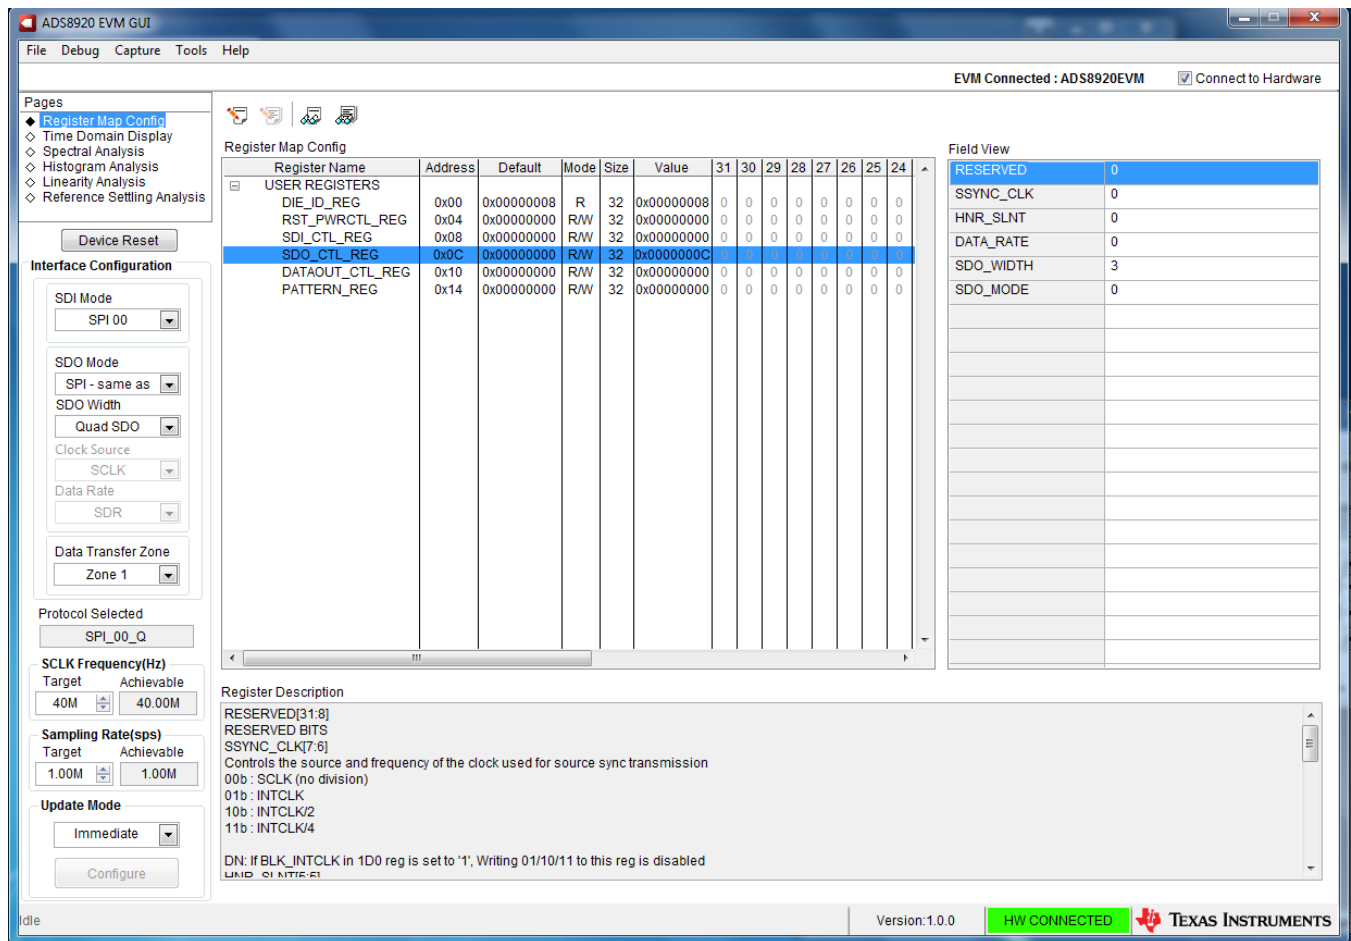 ADS8920 EVM GUI
File Debug Capture Tools Help
EVM Connected : ADS8920EVM Connect to Hardware
Pages
Register Map Config
Time Domain Display
Spectral Analysis
Histogram Analysis
Linearity Analysis
Reference Settling Analysis
Device Reset
Interface Configuration
SDI Mode
SPI 00
SDO Mode
SPI - same as
SDO Width
Quad SDO
Clock Source
SCLK
Data Rate
SDR
Data Transfer Zone
Zone 1
Protocol Selected
SPI_00_Q
SCLK Frequency(Hz)
Target Achievable
40M 40.00M
Sampling Rate(sps)
Target Achievable
1.00M 1.00M
Update Mode
Immediate
Configure
Register Map Config
Register Name Address Default Mode Size Value 31 30 29 28 27 26 25 24
USER REGISTERS
DIE_ID_REG 0x00 0x00000008 R 32 0x00000008 0 0 0 0 0 0 0 0
RST_PWRCTL_REG 0x04 0x00000000 R/W 32 0x00000000 0 0 0 0 0 0 0 0
SDI_CTL_REG 0x08 0x00000000 R/W 32 0x00000000 0 0 0 0 0 0 0 0
SDO_CTL_REG 0x0C 0x00000000 R/W 32 0x0000000C 0 0 0 0 0 0 0 0
DATAOUT_CTL_REG 0x10 0x00000000 R/W 32 0x00000000 0 0 0 0 0 0 0 0
PATTERN_REG 0x14 0x00000000 R/W 32 0x00000000 0 0 0 0 0 0 0 0
Field View
RESERVED 0
SSYNC_CLK 0
HNR_SLNT 0
DATA_RATE 0
SDO_WIDTH 3
SDO_MODE 0
Register Description
RESERVED[31:8]
RESERVED BITS
SSYNC_CLK[7:6]
Controls the source and frequency of the clock used for source sync transmission
00b : SCLK (no division)
01b : INTCLK
10b : INTCLK/2
11b : INTCLK/4
DN: If BLK_INTCLK in 1D0 reg is set to '1', Writing 01/10/11 to this reg is disabled
Idle
Version:1.0.0
HW CONNECTED
TEXAS INSTRUMENTS